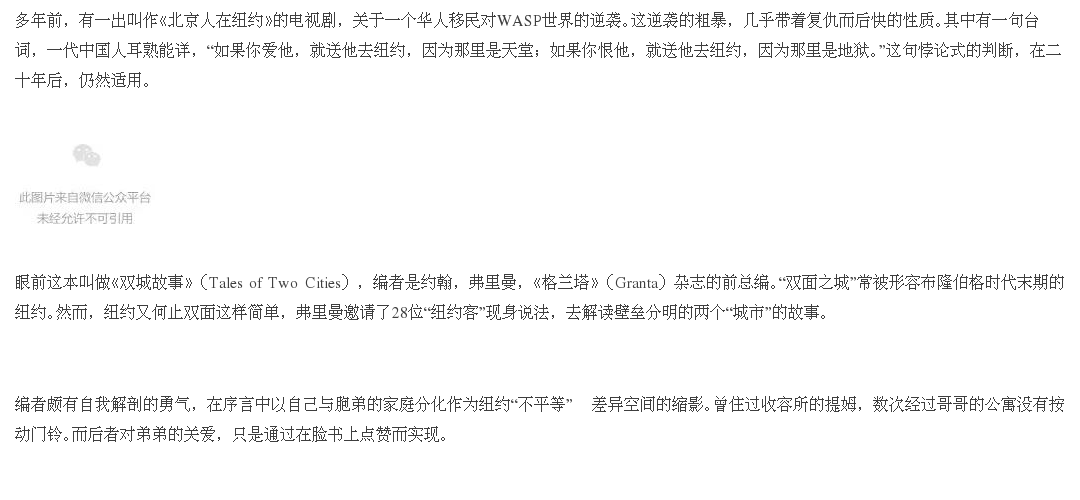 多年前，有一出叫作《北京人在纽约》的电视剧，关于一个华人移民对WASP世界的逆袭。这逆袭的粗暴，几乎带着复仇而后快的性质。其中有一句台
词，一代中国人耳熟能详，“如果你爱他，就送他去纽约，因为那里是天堂；如果你恨他，就送他去纽约，因为那里是地狱。”这句悖论式的判断，在二
十年后，仍然适用。
此图片来自微信公众平台
未经允许不可引用
眼前这本叫做《双城故事》（Tales of Two Cities），编者是约翰，弗里曼，《格兰塔》（Granta）杂志的前总编。“双面之城”常被形容布隆伯格时代末期的
纽约。然而，纽约又何止双面这样简单，弗里曼邀请了28位“纽约客”现身说法，去解读壁垒分明的两个“城市”的故事。
编者颇有自我解剖的勇气，在序言中以自己与胞弟的家庭分化作为纽约“不平等”　差异空间的缩影。曾住过收容所的提姆，数次经过哥哥的公寓没有按
动门铃。而后者对弟弟的关爱，只是通过在脸书上点赞而实现。